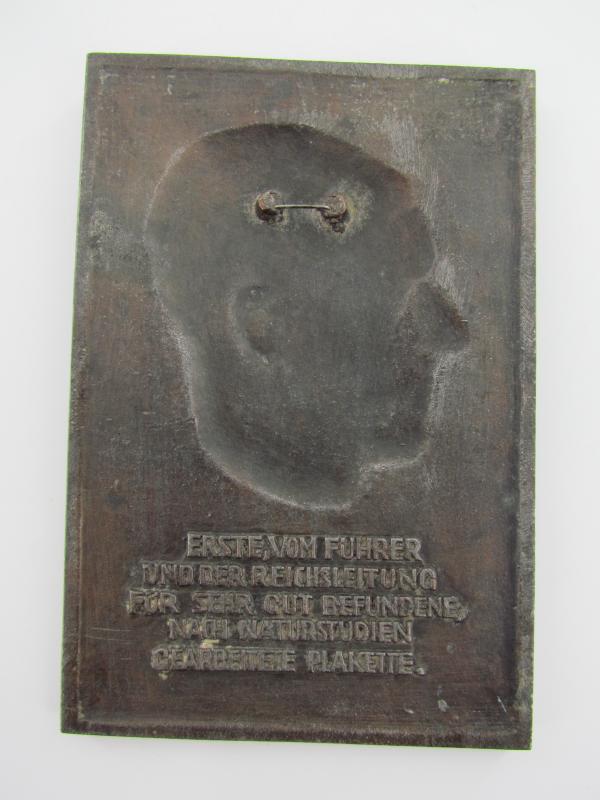 ERSTE, VOM FÜHRER
UND DER REICHSLEITUNG
FÜR SEHR GUT BEFUNDENE,
NACH NATURSTUDIEN
GEARBEITETE PLAKETTE.